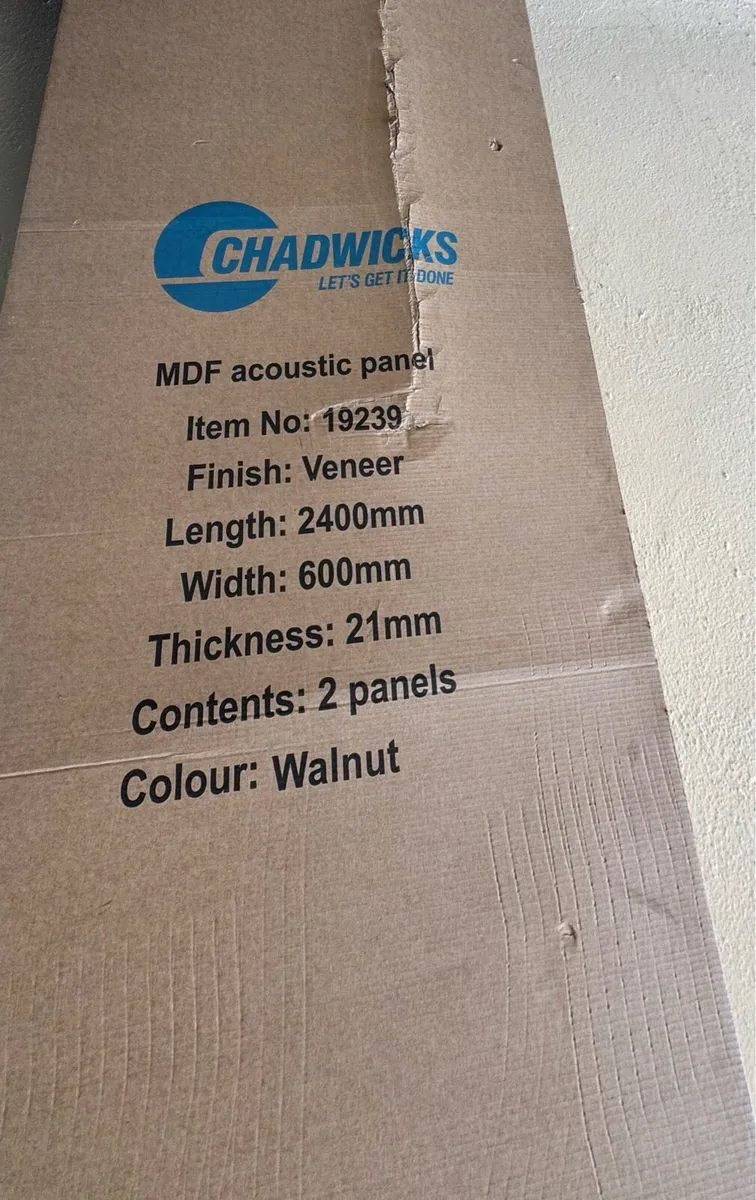 CHADWICKS
LET'S GET IT DONE
MDF acoustic panel
Item No: 19239
Finish: Veneer
Length: 2400mm
Width: 600mm
Thickness: 21mm
Contents: 2 panels
Colour: Walnut